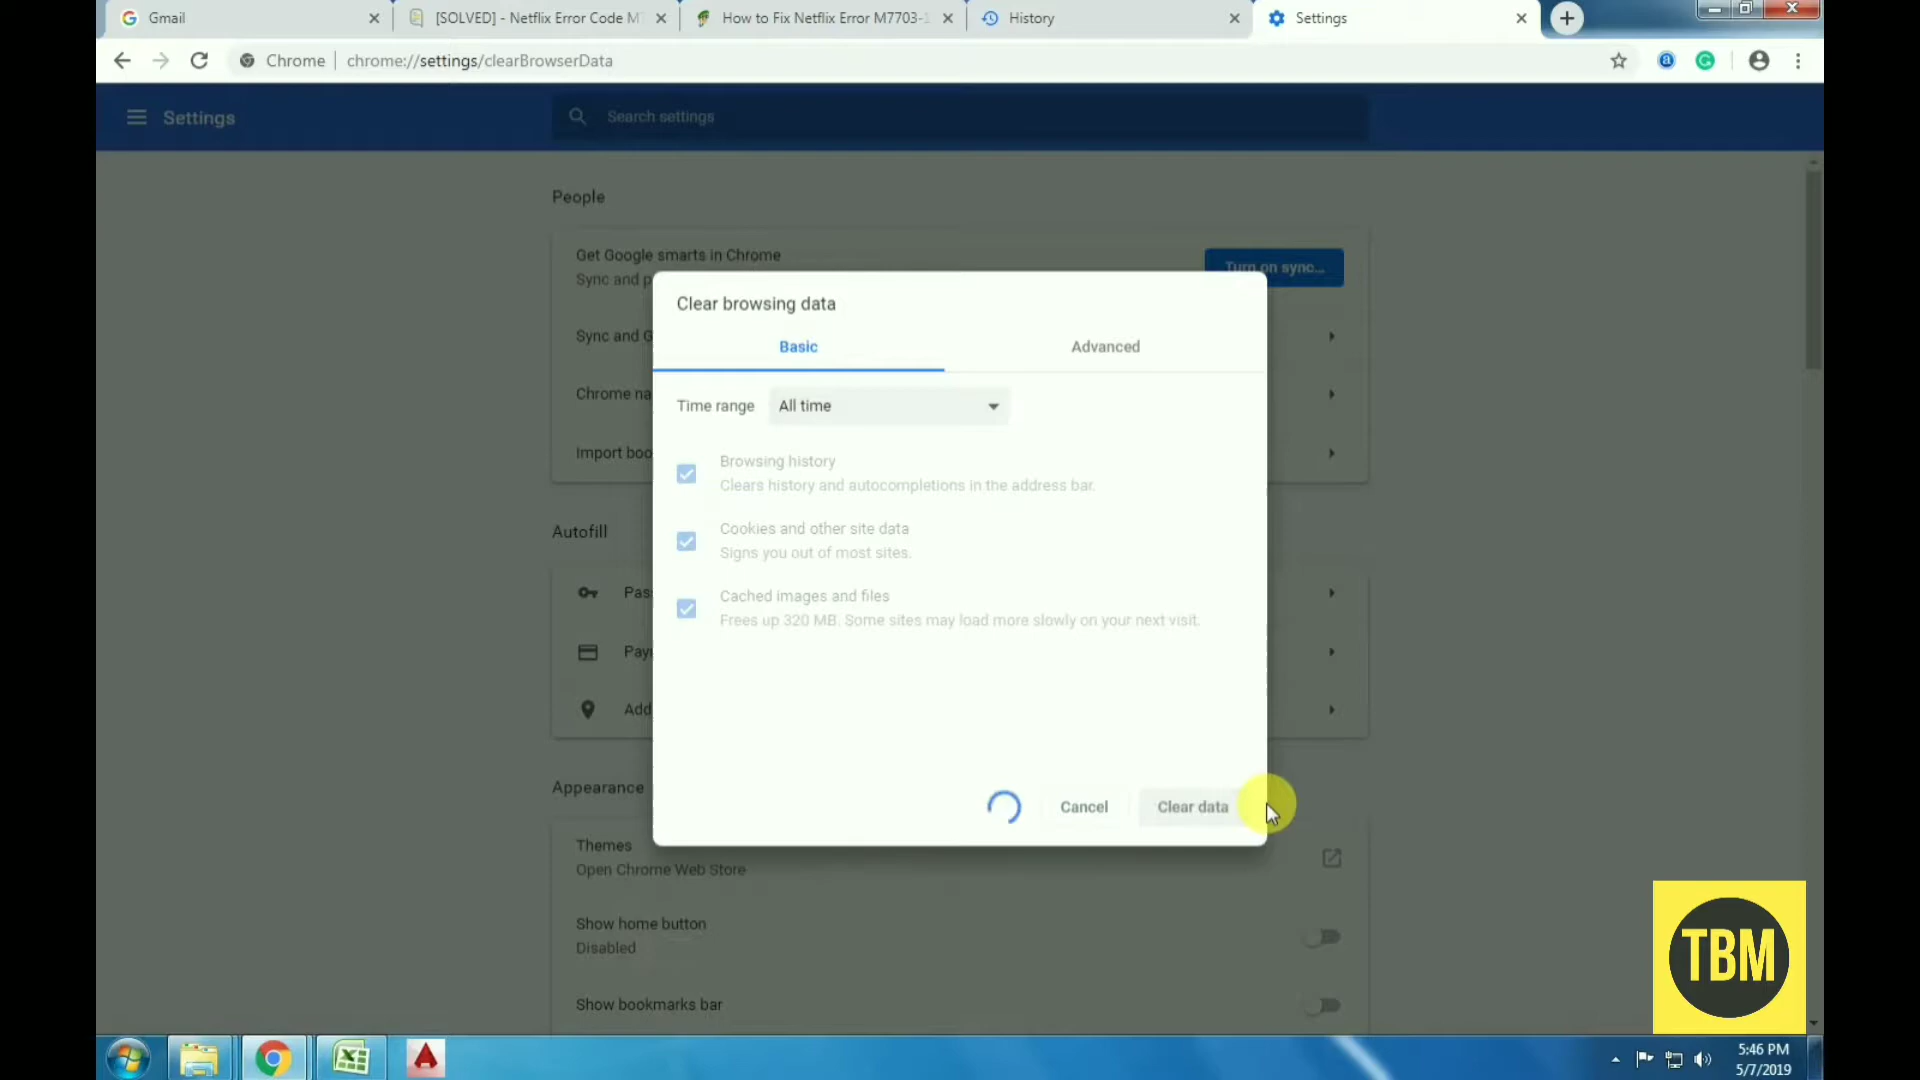 Gmail
[SOLVED] - Netflix Error Code M
How to Fix Netflix Error M7703-1
History
Settings
Chrome
chrome://settings/clearBrowserData
Settings
Search settings
People
Get Google smarts in Chrome
Turn on sync...
Sync and p
Sync and G
Chrome na
Import boo
Clear browsing data
Basic
Advanced
Time range
All time
Browsing history
Clears history and autocompletions in the address bar.
Cookies and other site data
Signs you out of most sites.
Cached images and files
Frees up 320 MB. Some sites may load more slowly on your next visit.
Cancel
Clear data
Autofill
Pas
Pay
Add
Appearance
Themes
Open Chrome Web Store
Show home button
Disabled
Show bookmarks bar
TBM
5:46 PM
5/7/2019